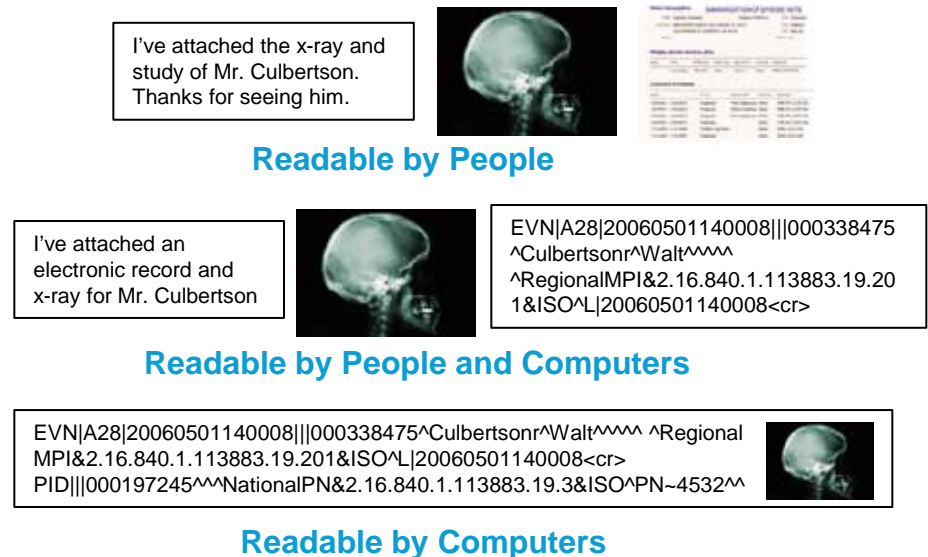 I've attached the x-ray and
study of Mr. Culbertson.
Thanks for seeing him.
Readable by People
I've attached an
electronic record and
x-ray for Mr. Culbertson
EVN|A28|20060501140008|||000338475
^Culbertsonr^Walt^^^^^
^RegionalMPI&2.16.840.1.113883.19.20
1&ISO^L|20060501140008<cr>
Readable by People and Computers
EVN|A28|20060501140008|||000338475^Culbertsonr^Walt^^^^^ ^Regional
MPI&2.16.840.1.113883.19.201&ISO^L|20060501140008<cr>
PID|||000197245^^^NationalPN&2.16.840.1.113883.19.3&ISO^PN~4532^^
Readable by Computers